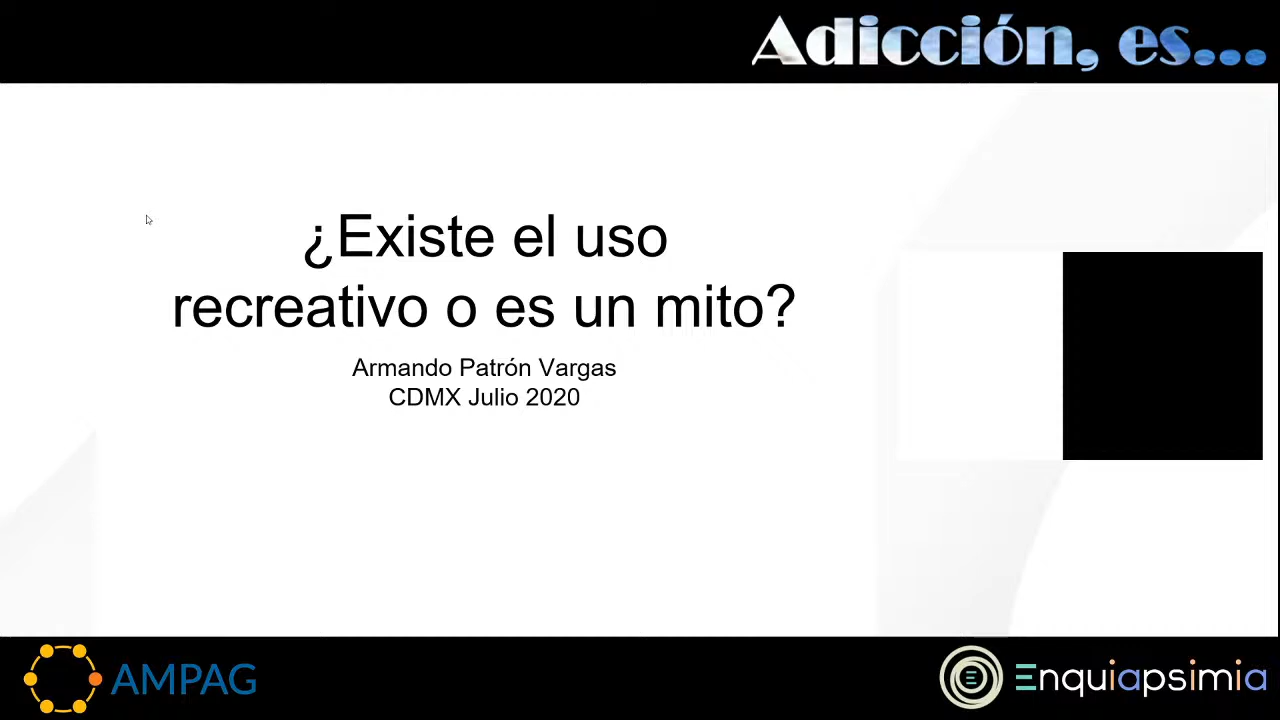 Adicción, es...
¿Existe el uso
recreativo o es un mito?
Armando Patrón Vargas
CDMX Julio 2020
AMPAG
Enquiapsimia